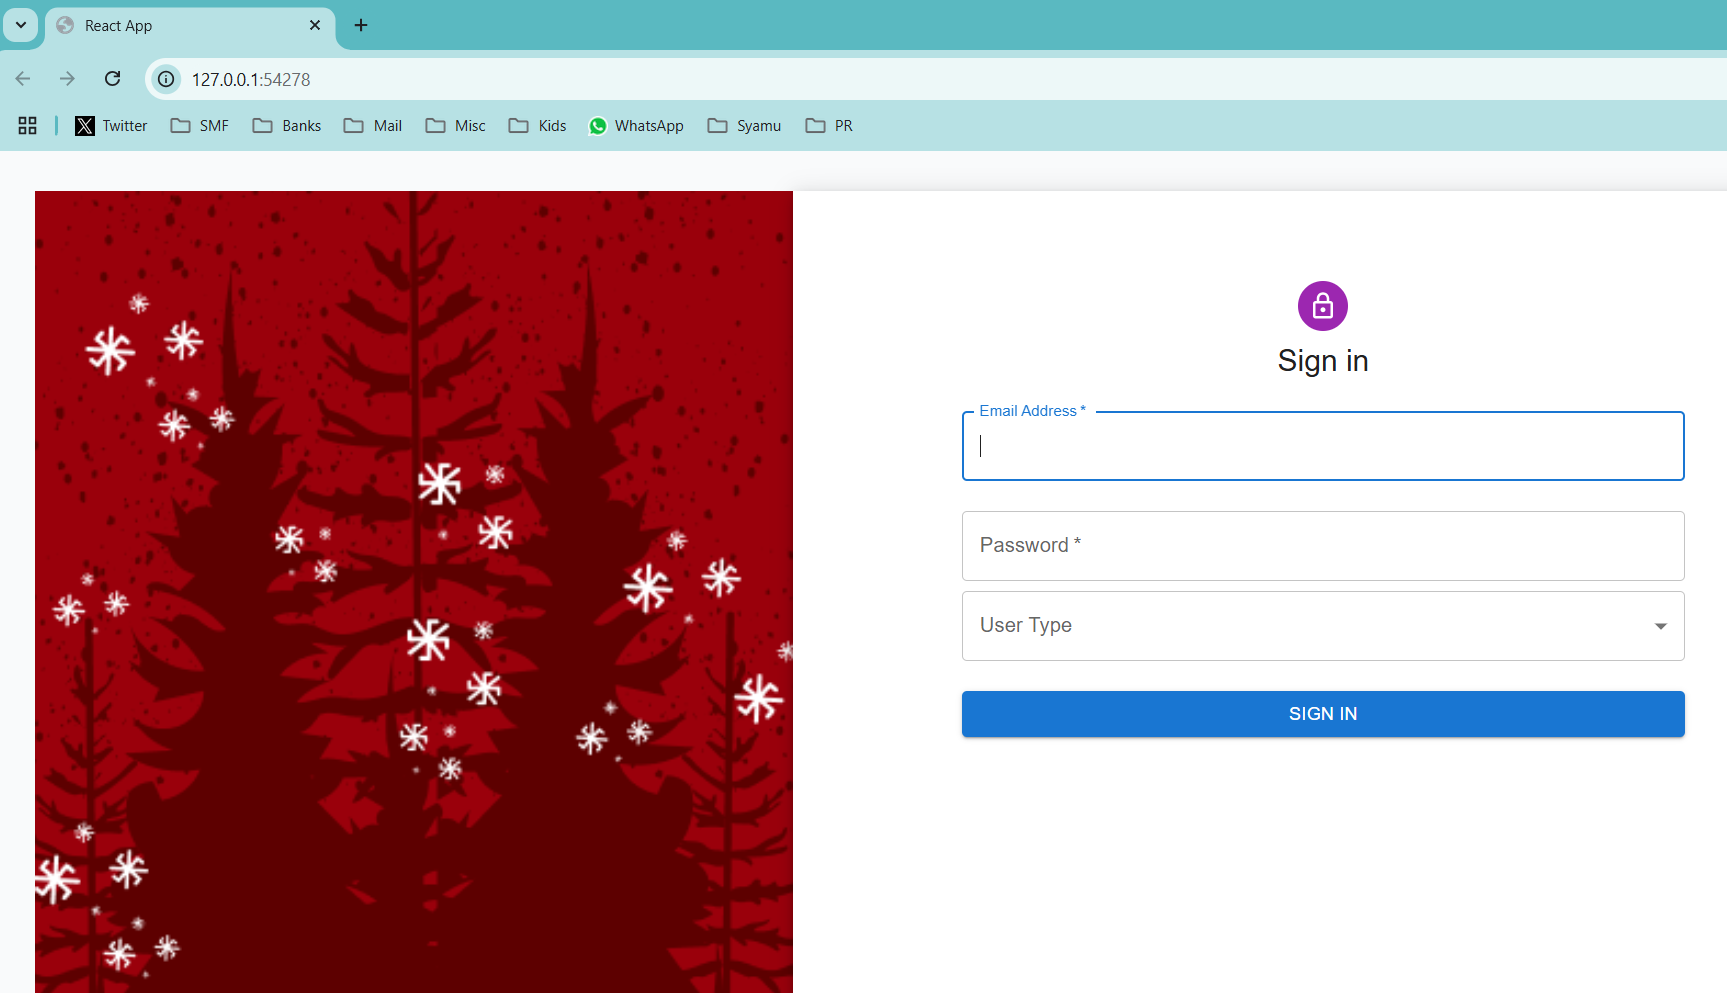 React App
127.0.0.1:54278
Twitter SMF Banks Mail Misc Kids WhatsApp Syamu PR
Sign in
Email Address *
Password *
User Type
SIGN IN